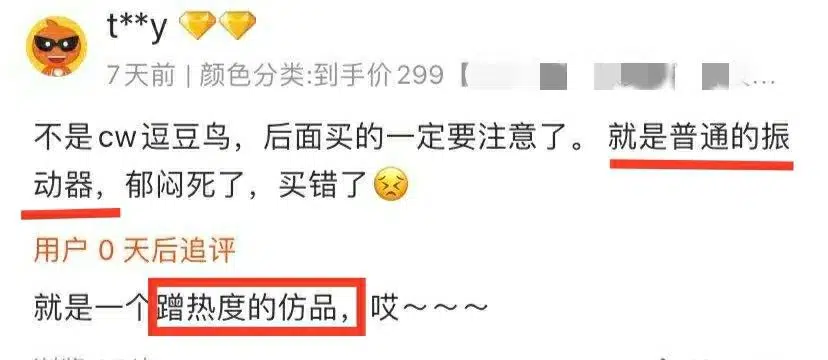 t**y
7天前 | 颜色分类:到手价299【
不是cw逗豆鸟，后面买的一定要注意了。就是普通的振
动器，郁闷死了，买错了
用户 0 天后追评
就是一个蹭热度的仿品，哎～～～